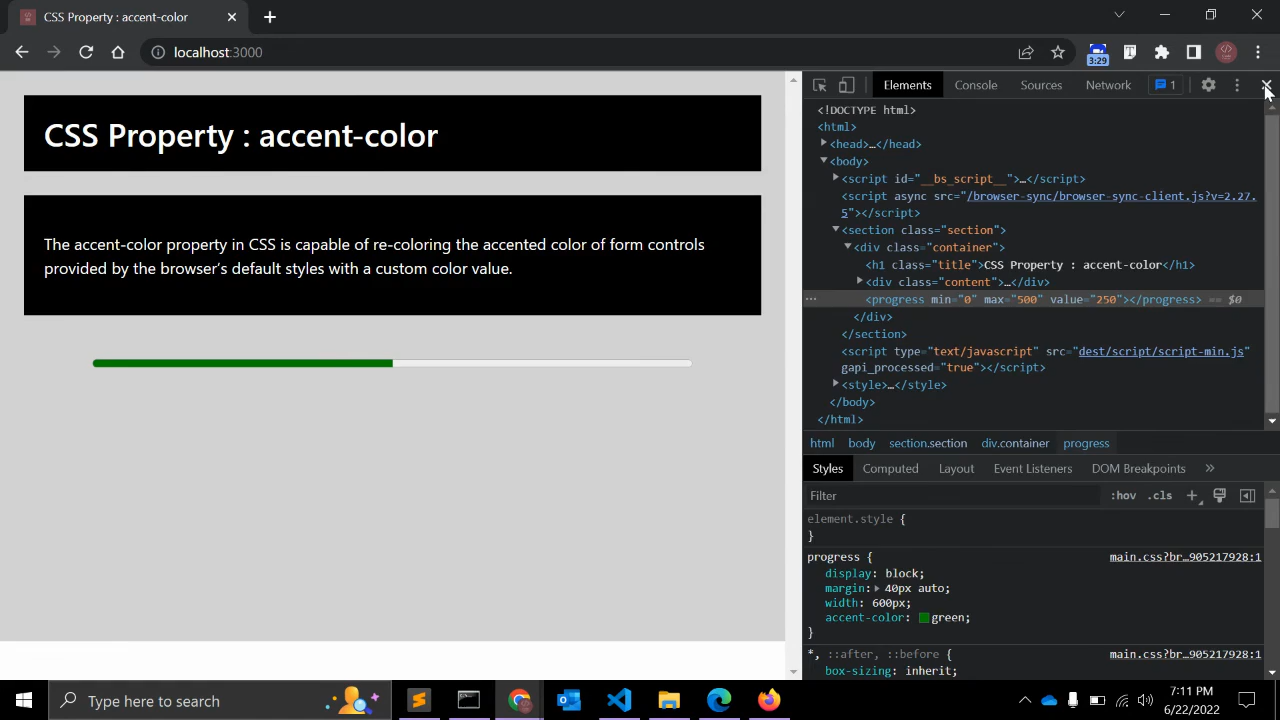 CSS Property : accent-color
localhost:3000
3:29
Elements
Console
Sources
Network
1
CSS Property : accent-color
The accent-color property in CSS is capable of re-coloring the accented color of form controls
provided by the browser's default styles with a custom color value.
<!DOCTYPE html>
<html>
<head>…</head>
<body>
<script id="__bs_script__">…</script>
<script async src="/browser-sync/browser-sync-client.js?v=2.27.
5"></script>
<section class="section">
<div class="container">
<h1 class="title">CSS Property : accent-color</h1>
<div class="content">…</div>
<progress min="0" max="500" value="250"></progress> == $0
</div>
</section>
<script type="text/javascript" src="dest/script/script-min.js"
gapi_processed="true"></script>
<style>…</style>
</body>
</html>
html body section.section div.container progress
Styles Computed Layout Event Listeners DOM Breakpoints »
Filter :hov .cls +
element.style {
}
progress { main.css?br…905217928:1
display: block;
margin: 40px auto;
width: 600px;
accent-color: green;
}
*, ::after, ::before { main.css?br…905217928:1
box-sizing: inherit;
Type here to search
7:11 PM
6/22/2022